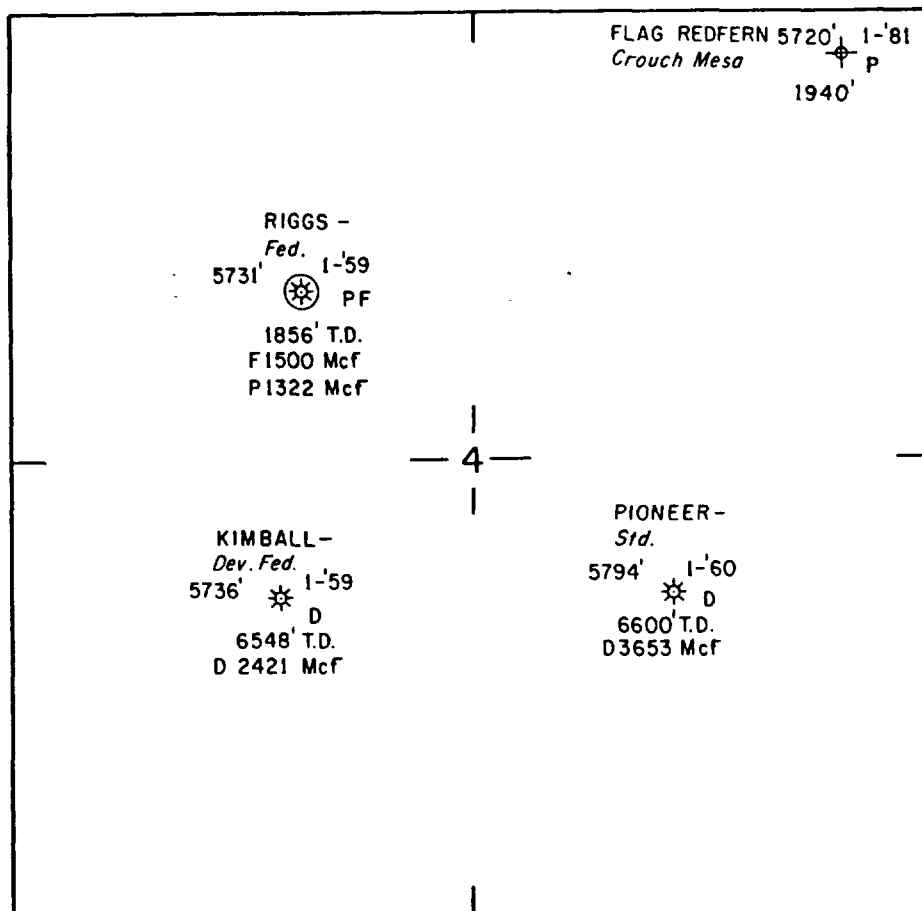 FLAG REDFERN 5720' 1-'81
Crouch Mesa
P
1940'
RIGGS -
Fed.
5731' 1-'59
PF
1856' T.D.
F1500 Mcf
P1322 Mcf
4
KIMBALL-
Dev. Fed.
5736' 1-'59
D
6548' T.D.
D 2421 Mcf
PIONEER-
Std.
5794' 1-'60
D
6600' T.D.
D3653 Mcf